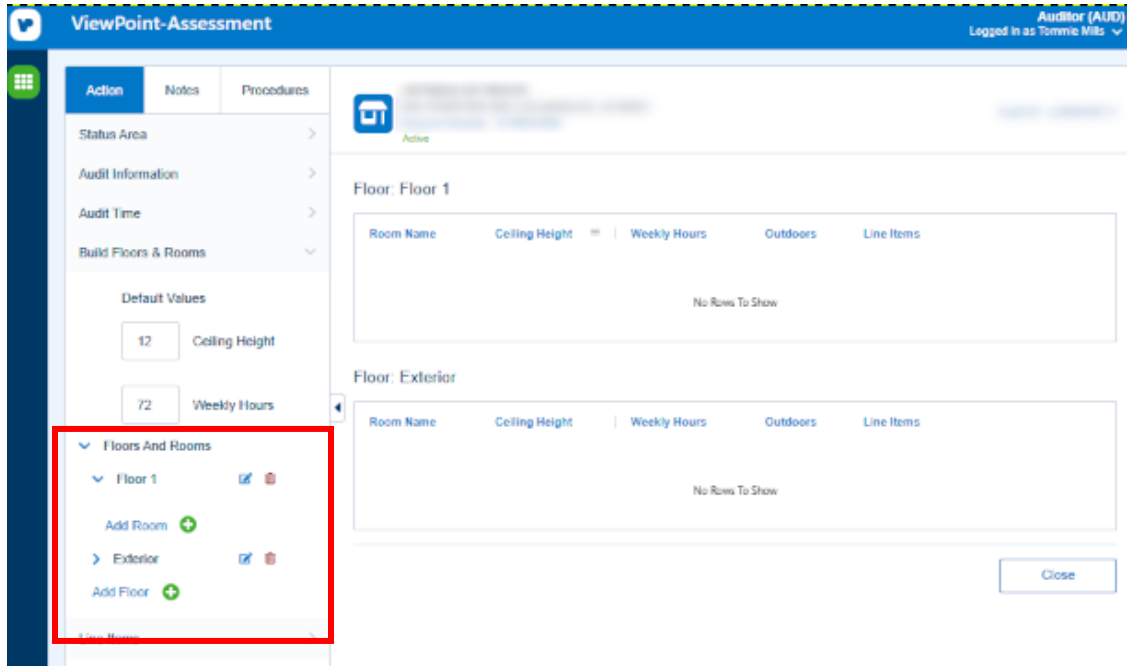 ViewPoint-Assessment
Auditor (AUD)
Logged in as Tommie Mills
Action Notes Procedures
Status Area
Audit Information
Audit Time
Build Floors & Rooms
Default Values
12 Ceiling Height
72 Weekly Hours
Floors And Rooms
Floor 1
Add Room
Exterior
Add Floor
Line Items
Active
Floor: Floor 1
Room Name Ceiling Height Weekly Hours Outdoors Line Items
No Rows To Show
Floor: Exterior
Room Name Ceiling Height Weekly Hours Outdoors Line Items
No Rows To Show
Close